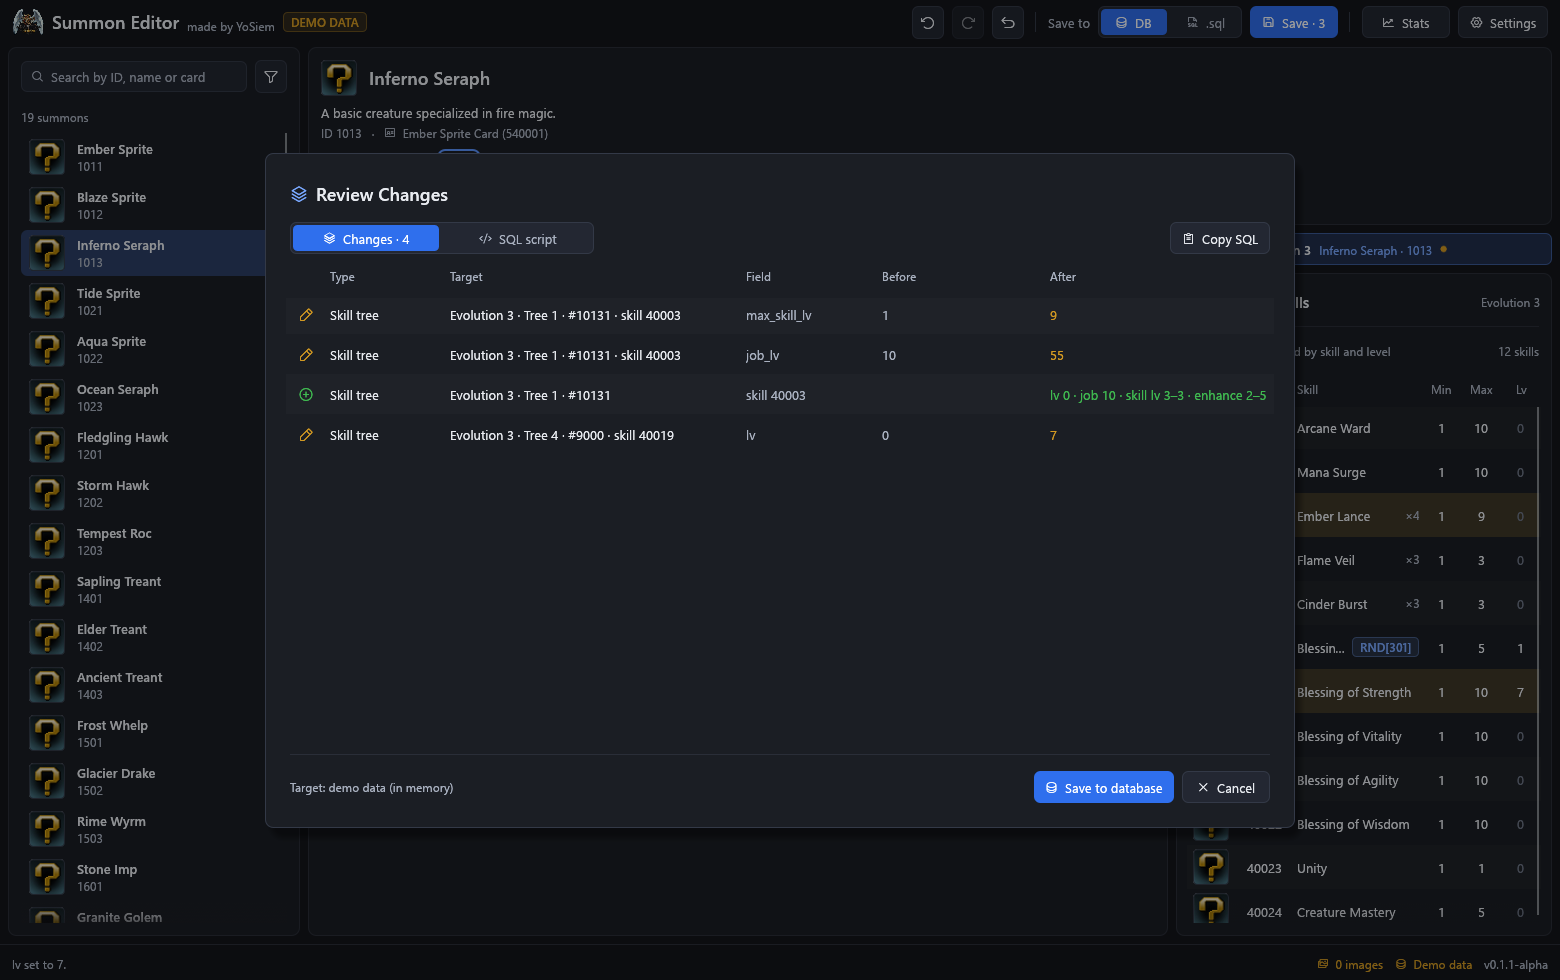 Summon Editor made by YoSiem DEMO DATA
Save to DB .sql Save · 3 Stats Settings
Search by ID, name or card
19 summons
Ember Sprite
1011
Blaze Sprite
1012
Inferno Seraph
1013
Tide Sprite
1021
Aqua Sprite
1022
Ocean Seraph
1023
Fledgling Hawk
1201
Storm Hawk
1202
Tempest Roc
1203
Sapling Treant
1401
Elder Treant
1402
Ancient Treant
1403
Frost Whelp
1501
Glacier Drake
1502
Rime Wyrm
1503
Stone Imp
1601
Granite Golem
Inferno Seraph
A basic creature specialized in fire magic.
ID 1013 · Ember Sprite Card (540001)
Review Changes
Changes · 4 </> SQL script Copy SQL
Type Target Field Before After
Skill tree Evolution 3 · Tree 1 · #10131 · skill 40003 max_skill_lv 1 9
Skill tree Evolution 3 · Tree 1 · #10131 · skill 40003 job_lv 10 55
Skill tree Evolution 3 · Tree 1 · #10131 skill 40003 lv 0 · job 10 · skill lv 3–3 · enhance 2–5
Skill tree Evolution 3 · Tree 4 · #9000 · skill 40019 lv 0 7
Target: demo data (in memory) Save to database Cancel
3 Inferno Seraph · 1013
Evolution 3
by skill and level 12 skills
Skill Min Max Lv
Arcane Ward 1 10 0
Mana Surge 1 10 0
Ember Lance ×4 1 9 0
Flame Veil ×3 1 3 0
Cinder Burst ×3 1 3 0
Blessin... RND[301] 1 5 1
Blessing of Strength 1 10 7
Blessing of Vitality 1 10 0
Blessing of Agility 1 10 0
Blessing of Wisdom 1 10 0
40023 Unity 1 1 0
40024 Creature Mastery 1 5 0
lv set to 7. 0 images Demo data v0.1.1-alpha